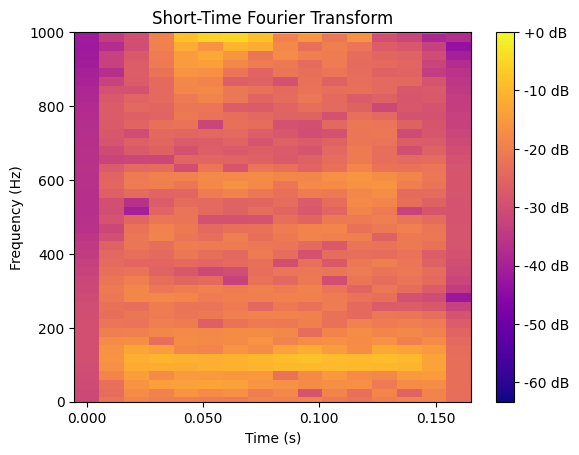 Short-Time Fourier Transform
1000
800
600
400
200
0
Frequency (Hz)
0.000
0.050
0.100
0.150
Time (s)
+0 dB
-10 dB
-20 dB
-30 dB
-40 dB
-50 dB
-60 dB